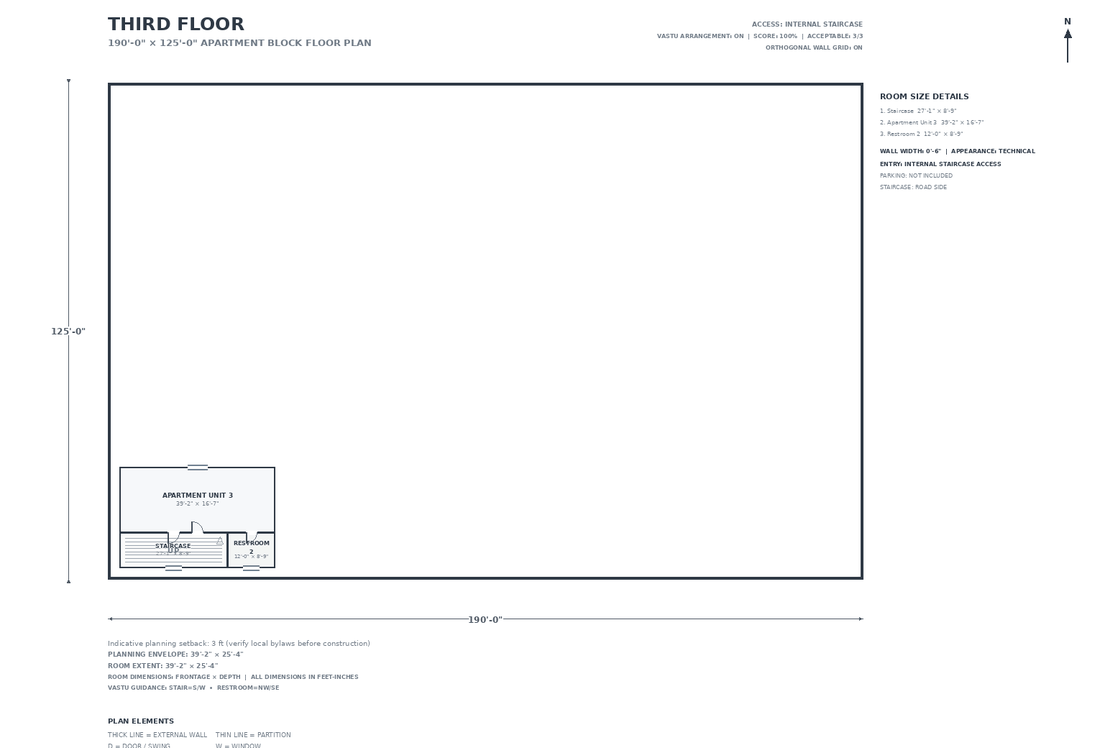 THIRD FLOOR
190'-0" × 125'-0" APARTMENT BLOCK FLOOR PLAN
ACCESS: INTERNAL STAIRCASE
VASTU ARRANGEMENT: ON | SCORE: 100% | ACCEPTABLE: 3/3
ORTHOGONAL WALL GRID: ON
N
ROOM SIZE DETAILS
1. Staircase 27'-1" × 8'-9"
2. Apartment Unit 3 39'-2" × 16'-7"
3. Restroom 2 12'-0" × 8'-9"
WALL WIDTH: 0'-6" | APPEARANCE: TECHNICAL
ENTRY: INTERNAL STAIRCASE ACCESS
PARKING: NOT INCLUDED
STAIRCASE: ROAD SIDE
125'-0"
APARTMENT UNIT 3
39'-2" × 16'-7"
STAIRCASE
UP
RESTROOM
2
12'-0" × 8'-9"
190'-0"
Indicative planning setback: 3 ft (verify local bylaws before construction)
PLANNING ENVELOPE: 39'-2" × 25'-4"
ROOM EXTENT: 39'-2" × 25'-4"
ROOM DIMENSIONS: FRONTAGE × DEPTH | ALL DIMENSIONS IN FEET-INCHES
VASTU GUIDANCE: STAIR=S/W • RESTROOM=NW/SE
PLAN ELEMENTS
THICK LINE = EXTERNAL WALL THIN LINE = PARTITION
D = DOOR / SWING W = WINDOW